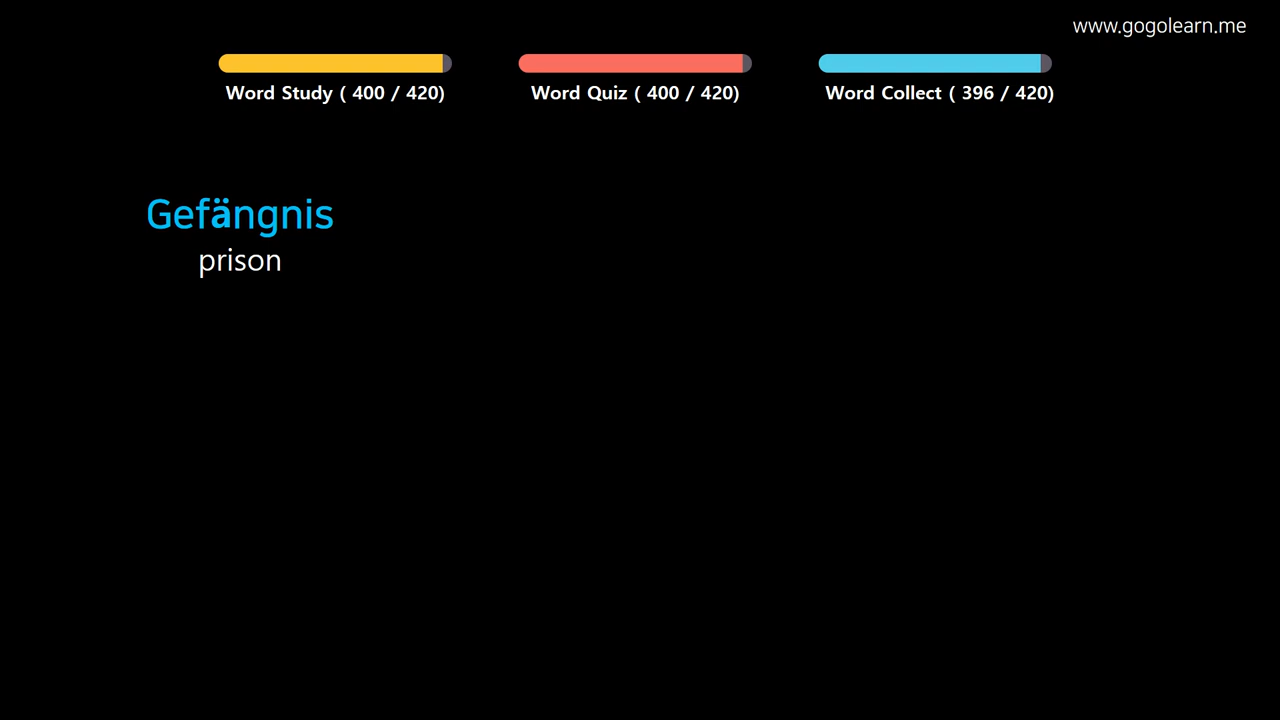 www.gogolearn.me
Word Study ( 400 / 420)
Word Quiz ( 400 / 420)
Word Collect ( 396 / 420)
Gefängnis
prison